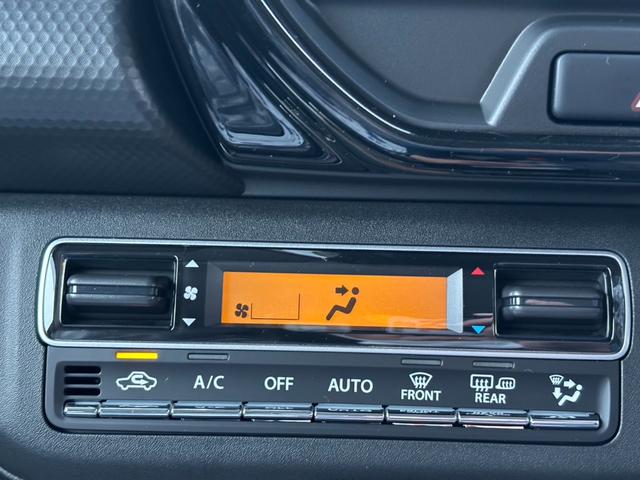 A/C OFF AUTO FRONT REAR